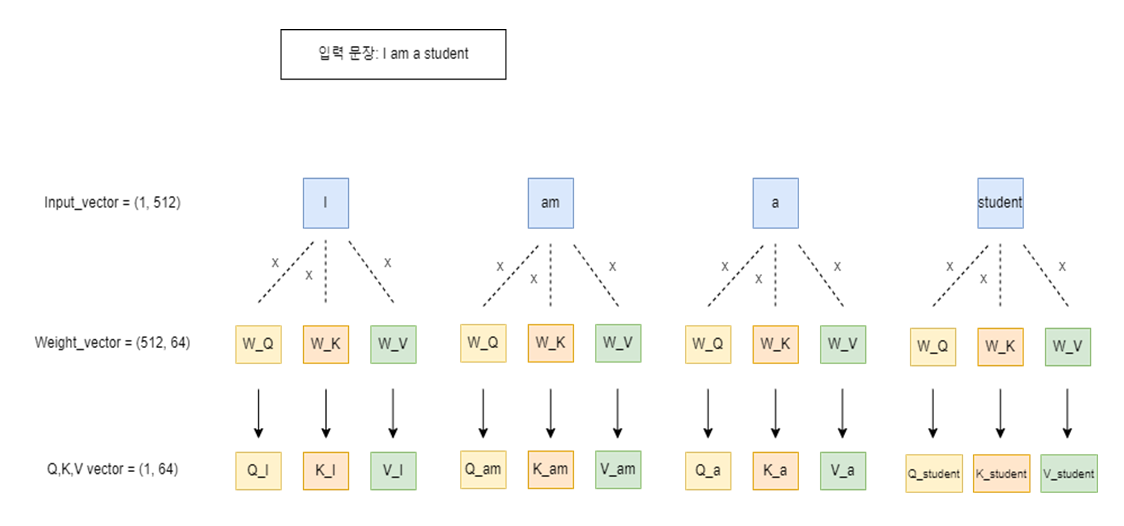 입력 문장: I am a student
Input_vector = (1, 512)
I
am
a
student
x
x
x
x
x
x
x
x
x
x
x
x
Weight_vector = (512, 64)
W_Q
W_K
W_V
W_Q
W_K
W_V
W_Q
W_K
W_V
W_Q
W_K
W_V
Q,K,V vector = (1, 64)
Q_I
K_I
V_I
Q_am
K_am
V_am
Q_a
K_a
V_a
Q_student
K_student
V_student